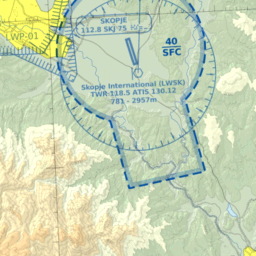 SKOPJE
112.8 SKJ 75
40
SFC
LWP-01
Skopje International (LWSK)
TWR 118.5 ATIS 130.12
781 - 2957m